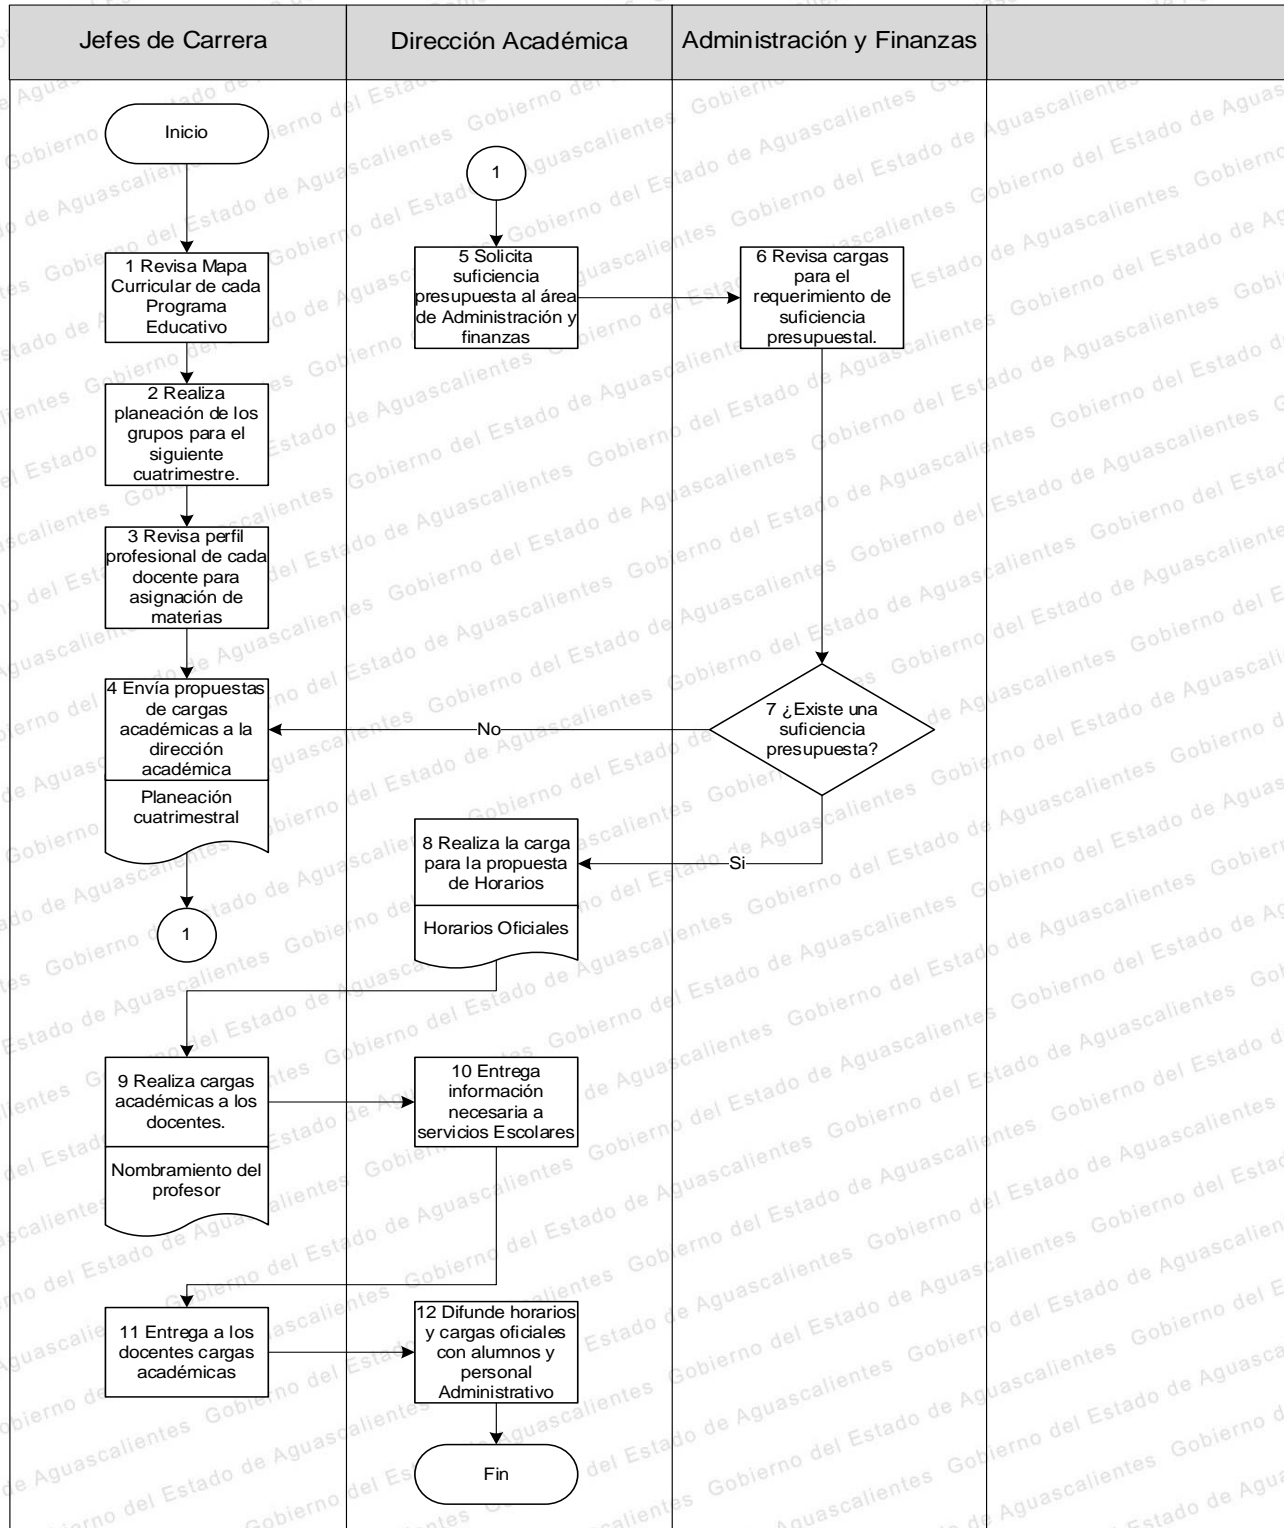 Jefes de Carrera
Dirección Académica
Administración y Finanzas
Inicio
1 Revisa Mapa
Curricular de cada
Programa
Educativo
2 Realiza
planeación de los
grupos para el
siguiente
cuatrimestre.
3 Revisa perfil
profesional de cada
docente para
asignación de
materias
4 Envía propuestas
de cargas
académicas a la
dirección
académica
Planeación
cuatrimestral
1
1
5 Solicita
suficiencia
presupuesta al área
de Administración y
finanzas
6 Revisa cargas
para el
requerimiento de
suficiencia
presupuestal.
7 ¿Existe una
suficiencia
presupuesta?
No
Si
8 Realiza la carga
para la propuesta
de Horarios
Horarios Oficiales
9 Realiza cargas
académicas a los
docentes.
Nombramiento del
profesor
10 Entrega
información
necesaria a
servicios Escolares
11 Entrega a los
docentes cargas
académicas
12 Difunde horarios
y cargas oficiales
con alumnos y
personal
Administrativo
Fin
Gobierno del Estado de Aguascalientes